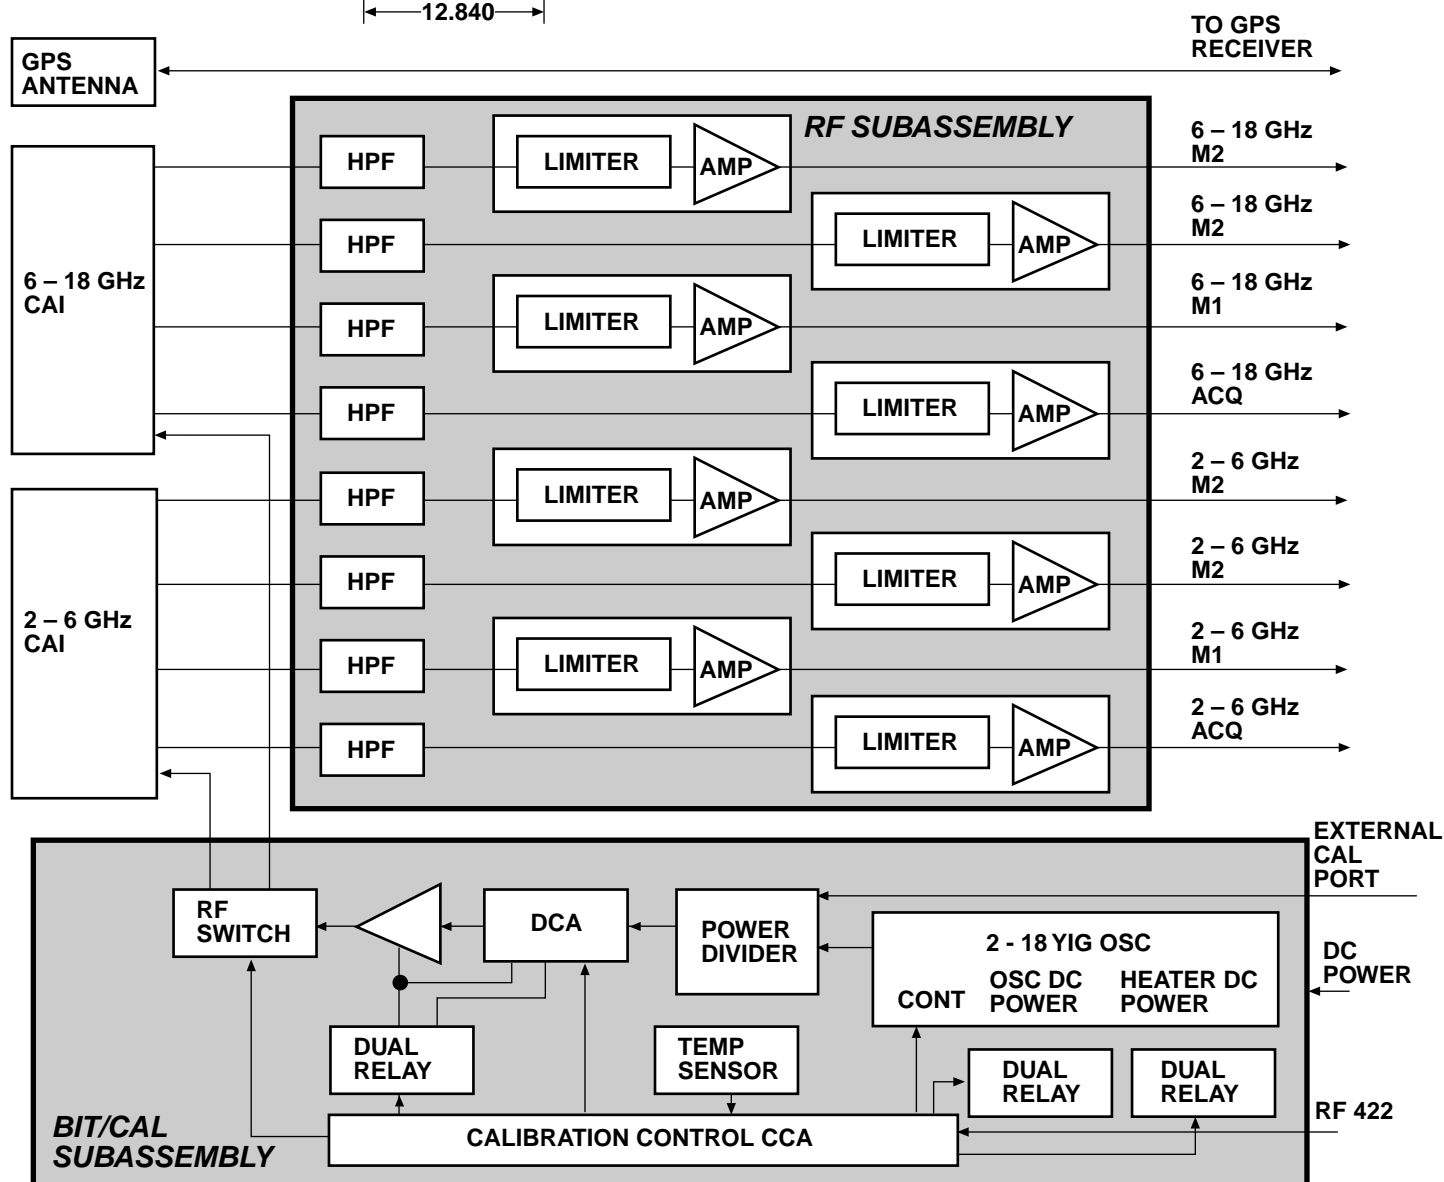 12.840
TO GPS
RECEIVER
GPS
ANTENNA
RF SUBASSEMBLY
6 – 18 GHz
CAI
HPF
LIMITER
AMP
6 – 18 GHz
M2
HPF
LIMITER
AMP
6 – 18 GHz
M2
HPF
LIMITER
AMP
6 – 18 GHz
M1
HPF
LIMITER
AMP
6 – 18 GHz
ACQ
2 – 6 GHz
CAI
HPF
LIMITER
AMP
2 – 6 GHz
M2
HPF
LIMITER
AMP
2 – 6 GHz
M2
HPF
LIMITER
AMP
2 – 6 GHz
M1
HPF
LIMITER
AMP
2 – 6 GHz
ACQ
EXTERNAL
CAL
PORT
RF
SWITCH
DCA
POWER
DIVIDER
2 - 18 YIG OSC
CONT
OSC DC
POWER
HEATER DC
POWER
DC
POWER
DUAL
RELAY
TEMP
SENSOR
DUAL
RELAY
DUAL
RELAY
RF 422
BIT/CAL
SUBASSEMBLY
CALIBRATION CONTROL CCA